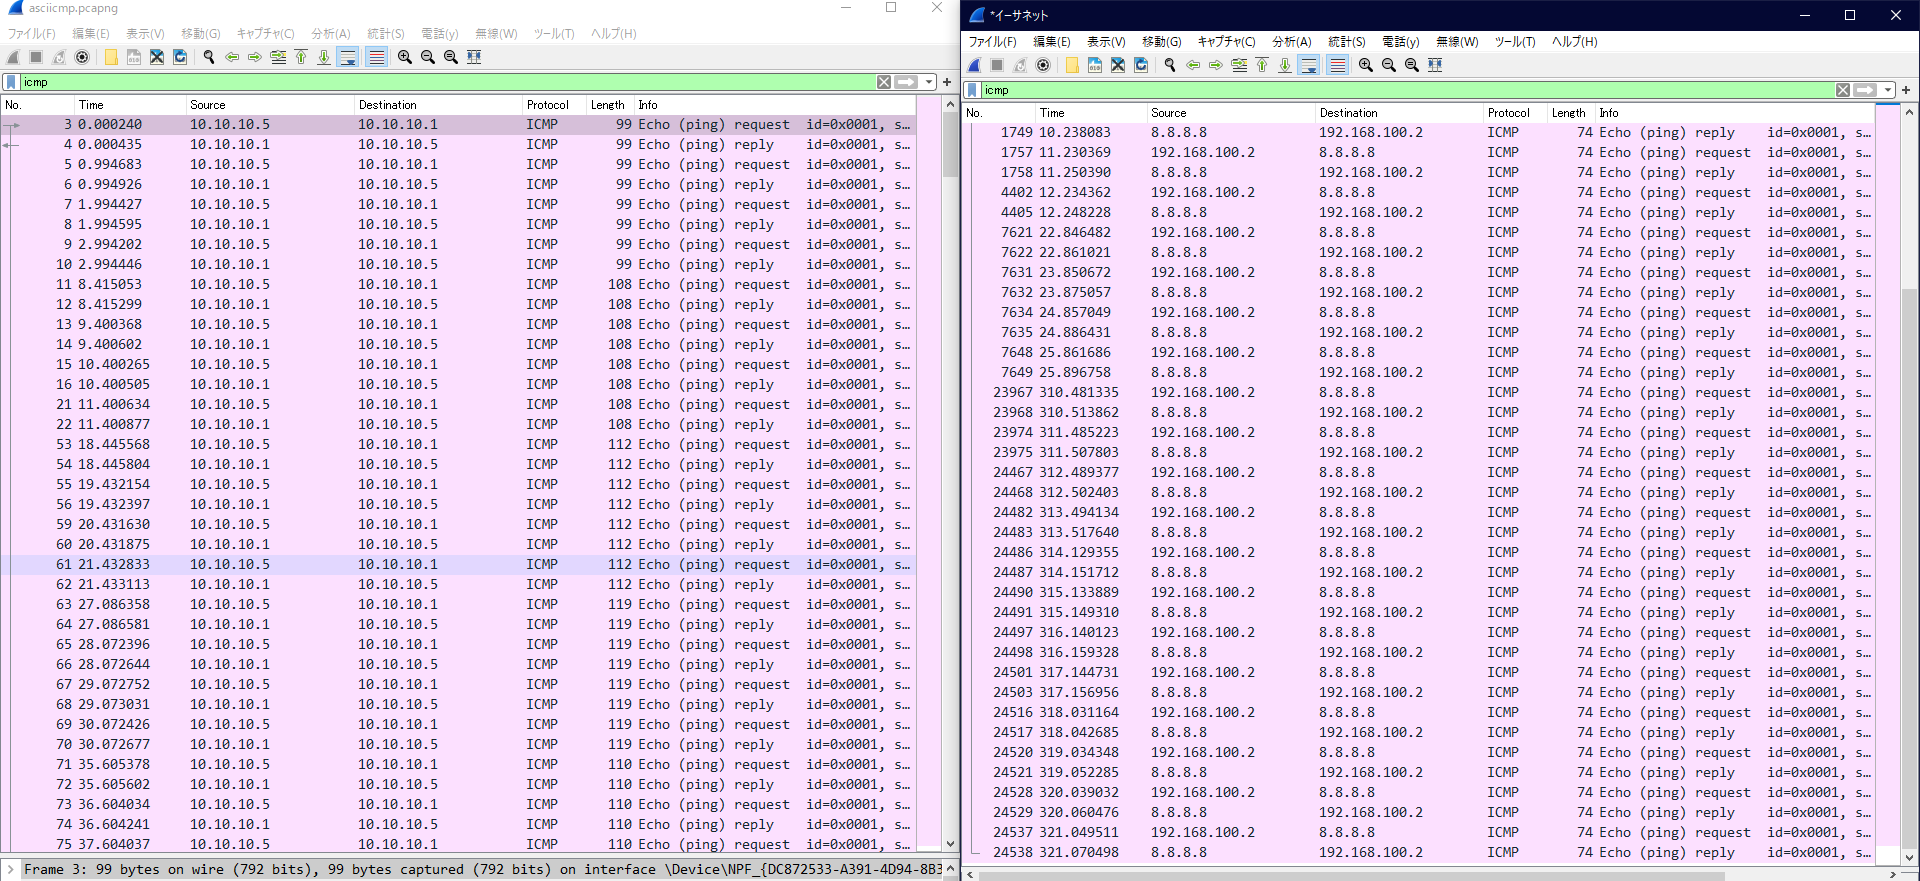 asciicmp.pcapng
ファイル(F) 編集(E) 表示(V) 移動(G) キャプチャ(C) 分析(A) 統計(S) 電話(y) 無線(W) ツール(T) ヘルプ(H)
icmp
No. Time Source Destination Protocol Length Info
3 0.000240 10.10.10.5 10.10.10.1 ICMP 99 Echo (ping) request id=0x0001, s…
4 0.000435 10.10.10.1 10.10.10.5 ICMP 99 Echo (ping) reply id=0x0001, s…
5 0.994683 10.10.10.5 10.10.10.1 ICMP 99 Echo (ping) request id=0x0001, s…
6 0.994926 10.10.10.1 10.10.10.5 ICMP 99 Echo (ping) reply id=0x0001, s…
7 1.994427 10.10.10.5 10.10.10.1 ICMP 99 Echo (ping) request id=0x0001, s…
8 1.994595 10.10.10.1 10.10.10.5 ICMP 99 Echo (ping) reply id=0x0001, s…
9 2.994202 10.10.10.5 10.10.10.1 ICMP 99 Echo (ping) request id=0x0001, s…
10 2.994446 10.10.10.1 10.10.10.5 ICMP 99 Echo (ping) reply id=0x0001, s…
11 8.415053 10.10.10.5 10.10.10.1 ICMP 108 Echo (ping) request id=0x0001, s…
12 8.415299 10.10.10.1 10.10.10.5 ICMP 108 Echo (ping) reply id=0x0001, s…
13 9.400368 10.10.10.5 10.10.10.1 ICMP 108 Echo (ping) request id=0x0001, s…
14 9.400602 10.10.10.1 10.10.10.5 ICMP 108 Echo (ping) reply id=0x0001, s…
15 10.400265 10.10.10.5 10.10.10.1 ICMP 108 Echo (ping) request id=0x0001, s…
16 10.400505 10.10.10.1 10.10.10.5 ICMP 108 Echo (ping) reply id=0x0001, s…
21 11.400634 10.10.10.5 10.10.10.1 ICMP 108 Echo (ping) request id=0x0001, s…
22 11.400877 10.10.10.1 10.10.10.5 ICMP 108 Echo (ping) reply id=0x0001, s…
53 18.445568 10.10.10.5 10.10.10.1 ICMP 112 Echo (ping) request id=0x0001, s…
54 18.445804 10.10.10.1 10.10.10.5 ICMP 112 Echo (ping) reply id=0x0001, s…
55 19.432154 10.10.10.5 10.10.10.1 ICMP 112 Echo (ping) request id=0x0001, s…
56 19.432397 10.10.10.1 10.10.10.5 ICMP 112 Echo (ping) reply id=0x0001, s…
59 20.431630 10.10.10.5 10.10.10.1 ICMP 112 Echo (ping) request id=0x0001, s…
60 20.431875 10.10.10.1 10.10.10.5 ICMP 112 Echo (ping) reply id=0x0001, s…
61 21.432833 10.10.10.5 10.10.10.1 ICMP 112 Echo (ping) request id=0x0001, s…
62 21.433113 10.10.10.1 10.10.10.5 ICMP 112 Echo (ping) reply id=0x0001, s…
63 27.086358 10.10.10.5 10.10.10.1 ICMP 119 Echo (ping) request id=0x0001, s…
64 27.086581 10.10.10.1 10.10.10.5 ICMP 119 Echo (ping) reply id=0x0001, s…
65 28.072396 10.10.10.5 10.10.10.1 ICMP 119 Echo (ping) request id=0x0001, s…
66 28.072644 10.10.10.1 10.10.10.5 ICMP 119 Echo (ping) reply id=0x0001, s…
67 29.072752 10.10.10.5 10.10.10.1 ICMP 119 Echo (ping) request id=0x0001, s…
68 29.073031 10.10.10.1 10.10.10.5 ICMP 119 Echo (ping) reply id=0x0001, s…
69 30.072426 10.10.10.5 10.10.10.1 ICMP 119 Echo (ping) request id=0x0001, s…
70 30.072677 10.10.10.1 10.10.10.5 ICMP 119 Echo (ping) reply id=0x0001, s…
71 35.605378 10.10.10.5 10.10.10.1 ICMP 110 Echo (ping) request id=0x0001, s…
72 35.605602 10.10.10.1 10.10.10.5 ICMP 110 Echo (ping) reply id=0x0001, s…
73 36.604034 10.10.10.5 10.10.10.1 ICMP 110 Echo (ping) request id=0x0001, s…
74 36.604241 10.10.10.1 10.10.10.5 ICMP 110 Echo (ping) reply id=0x0001, s…
75 37.604037 10.10.10.5 10.10.10.1 ICMP 110 Echo (ping) request id=0x0001, s…
Frame 3: 99 bytes on wire (792 bits), 99 bytes captured (792 bits) on interface \Device\NPF_{DC872533-A391-4D94-8B3
*イーサネット
ファイル(F) 編集(E) 表示(V) 移動(G) キャプチャ(C) 分析(A) 統計(S) 電話(y) 無線(W) ツール(T) ヘルプ(H)
icmp
No. Time Source Destination Protocol Length Info
1749 10.238083 8.8.8.8 192.168.100.2 ICMP 74 Echo (ping) reply id=0x0001, s…
1757 11.230369 192.168.100.2 8.8.8.8 ICMP 74 Echo (ping) request id=0x0001, s…
1758 11.250390 8.8.8.8 192.168.100.2 ICMP 74 Echo (ping) reply id=0x0001, s…
4402 12.234362 192.168.100.2 8.8.8.8 ICMP 74 Echo (ping) request id=0x0001, s…
4405 12.248228 8.8.8.8 192.168.100.2 ICMP 74 Echo (ping) reply id=0x0001, s…
7621 22.846482 192.168.100.2 8.8.8.8 ICMP 74 Echo (ping) request id=0x0001, s…
7622 22.861021 8.8.8.8 192.168.100.2 ICMP 74 Echo (ping) reply id=0x0001, s…
7631 23.850672 192.168.100.2 8.8.8.8 ICMP 74 Echo (ping) request id=0x0001, s…
7632 23.875057 8.8.8.8 192.168.100.2 ICMP 74 Echo (ping) reply id=0x0001, s…
7634 24.857049 192.168.100.2 8.8.8.8 ICMP 74 Echo (ping) request id=0x0001, s…
7635 24.886431 8.8.8.8 192.168.100.2 ICMP 74 Echo (ping) reply id=0x0001, s…
7648 25.861686 192.168.100.2 8.8.8.8 ICMP 74 Echo (ping) request id=0x0001, s…
7649 25.896758 8.8.8.8 192.168.100.2 ICMP 74 Echo (ping) reply id=0x0001, s…
23967 310.481335 192.168.100.2 8.8.8.8 ICMP 74 Echo (ping) request id=0x0001, s…
23968 310.513862 8.8.8.8 192.168.100.2 ICMP 74 Echo (ping) reply id=0x0001, s…
23974 311.485223 192.168.100.2 8.8.8.8 ICMP 74 Echo (ping) request id=0x0001, s…
23975 311.507803 8.8.8.8 192.168.100.2 ICMP 74 Echo (ping) reply id=0x0001, s…
24467 312.489377 192.168.100.2 8.8.8.8 ICMP 74 Echo (ping) request id=0x0001, s…
24468 312.502403 8.8.8.8 192.168.100.2 ICMP 74 Echo (ping) reply id=0x0001, s…
24482 313.494134 192.168.100.2 8.8.8.8 ICMP 74 Echo (ping) request id=0x0001, s…
24483 313.517640 8.8.8.8 192.168.100.2 ICMP 74 Echo (ping) reply id=0x0001, s…
24486 314.129355 192.168.100.2 8.8.8.8 ICMP 74 Echo (ping) request id=0x0001, s…
24487 314.151712 8.8.8.8 192.168.100.2 ICMP 74 Echo (ping) reply id=0x0001, s…
24490 315.133889 192.168.100.2 8.8.8.8 ICMP 74 Echo (ping) request id=0x0001, s…
24491 315.149310 8.8.8.8 192.168.100.2 ICMP 74 Echo (ping) reply id=0x0001, s…
24497 316.140123 192.168.100.2 8.8.8.8 ICMP 74 Echo (ping) request id=0x0001, s…
24498 316.159328 8.8.8.8 192.168.100.2 ICMP 74 Echo (ping) reply id=0x0001, s…
24501 317.144731 192.168.100.2 8.8.8.8 ICMP 74 Echo (ping) request id=0x0001, s…
24503 317.156956 8.8.8.8 192.168.100.2 ICMP 74 Echo (ping) reply id=0x0001, s…
24516 318.031164 192.168.100.2 8.8.8.8 ICMP 74 Echo (ping) request id=0x0001, s…
24517 318.042685 8.8.8.8 192.168.100.2 ICMP 74 Echo (ping) reply id=0x0001, s…
24520 319.034348 192.168.100.2 8.8.8.8 ICMP 74 Echo (ping) request id=0x0001, s…
24521 319.052285 8.8.8.8 192.168.100.2 ICMP 74 Echo (ping) reply id=0x0001, s…
24528 320.039032 192.168.100.2 8.8.8.8 ICMP 74 Echo (ping) request id=0x0001, s…
24529 320.060476 8.8.8.8 192.168.100.2 ICMP 74 Echo (ping) reply id=0x0001, s…
24537 321.049511 192.168.100.2 8.8.8.8 ICMP 74 Echo (ping) request id=0x0001, s…
24538 321.070498 8.8.8.8 192.168.100.2 ICMP 74 Echo (ping) reply id=0x0001, s…